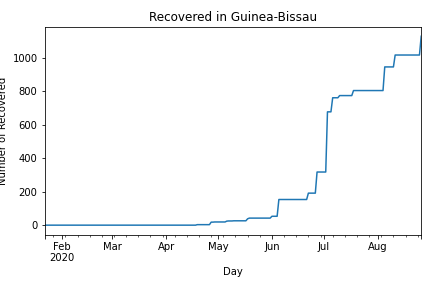 Recovered in Guinea-Bissau
Number of Recovered
1000
800
600
400
200
0
Feb
2020
Mar
Apr
May
Jun
Jul
Aug
Day